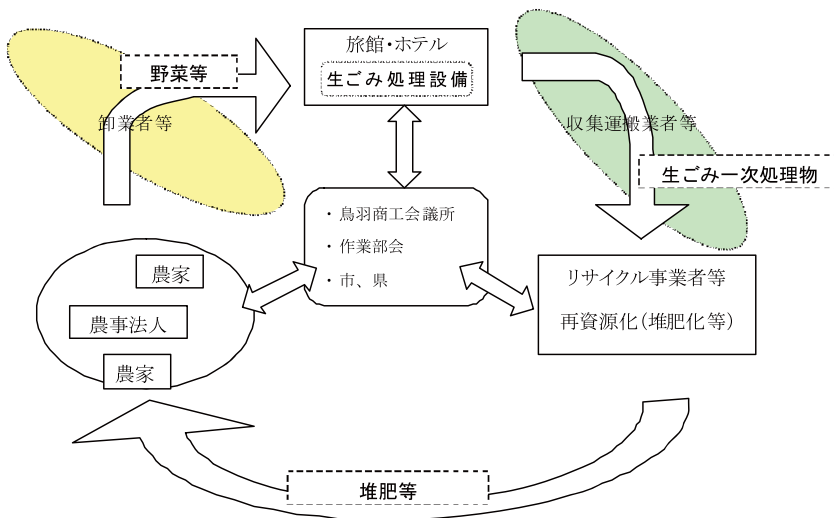 旅館・ホテル
生ごみ処理設備
野菜等
卸業者等
収集運搬業者等
生ごみ一次処理物
・鳥羽商工会議所
・作業部会
・市、県
農家
農事法人
農家
リサイクル事業者等
再資源化(堆肥化等)
堆肥等